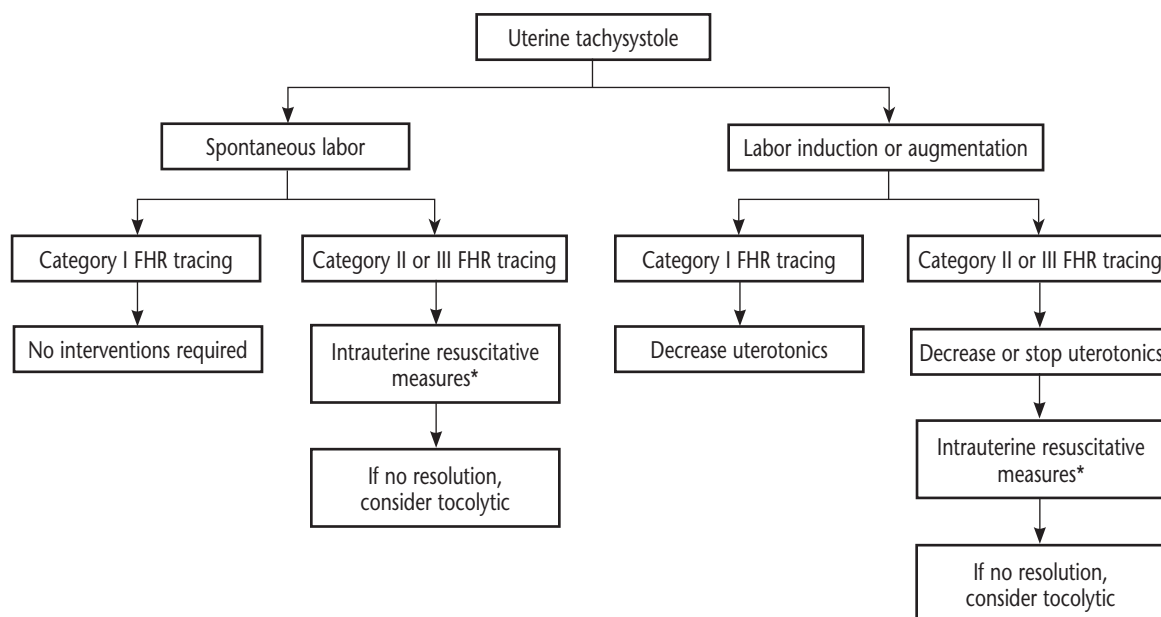 Uterine tachysystole
Spontaneous labor
Labor induction or augmentation
Category I FHR tracing
Category II or III FHR tracing
Category I FHR tracing
Category II or III FHR tracing
No interventions required
Intrauterine resuscitative
measures*
Decrease uterotonics
Decrease or stop uterotonics
If no resolution,
consider tocolytic
Intrauterine resuscitative
measures*
If no resolution,
consider tocolytic